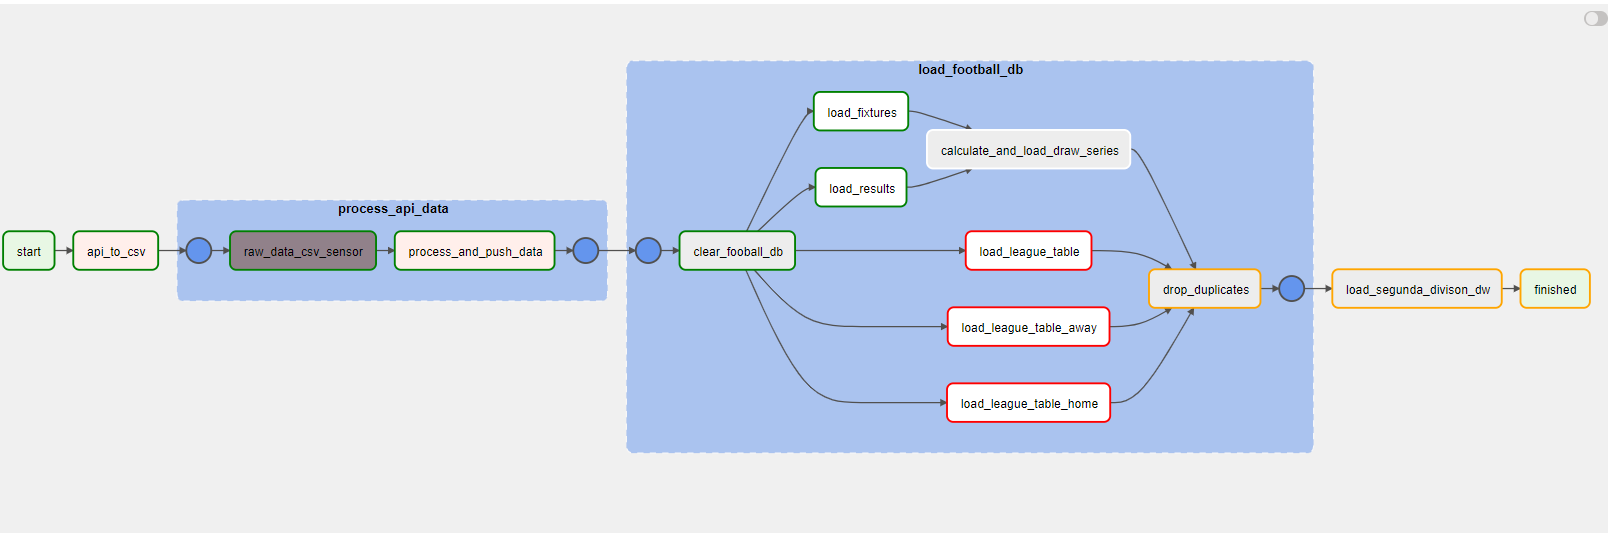 load_football_db
load_fixtures
calculate_and_load_draw_series
load_results
process_api_data
start
api_to_csv
raw_data_csv_sensor
process_and_push_data
clear_fooball_db
load_league_table
drop_duplicates
load_segunda_divison_dw
finished
load_league_table_away
load_league_table_home